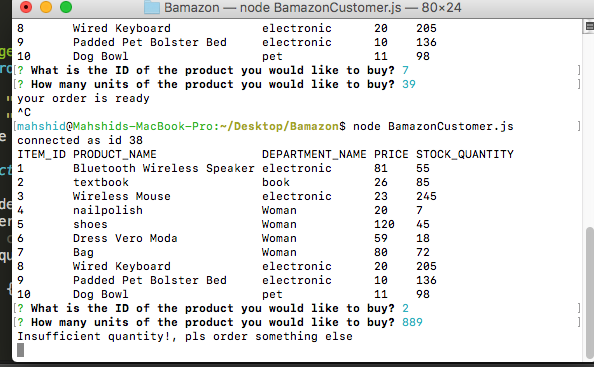 Bamazon — node BamazonCustomer.js — 80×24
8 Wired Keyboard electronic 20 205
9 Padded Pet Bolster Bed electronic 10 136
10 Dog Bowl pet 11 98
[? What is the ID of the product you would like to buy? 7 ]
[? How many units of the product you would like to buy? 39 ]
your order is ready
^C
[mahshid@Mahshids-MacBook-Pro:~/Desktop/Bamazon$ node BamazonCustomer.js ]
connected as id 38
ITEM_ID PRODUCT_NAME DEPARTMENT_NAME PRICE STOCK_QUANTITY
1 Bluetooth Wireless Speaker electronic 81 55
2 textbook book 26 85
3 Wireless Mouse electronic 23 245
4 nailpolish Woman 20 7
5 shoes Woman 120 45
6 Dress Vero Moda Woman 59 18
7 Bag Woman 80 72
8 Wired Keyboard electronic 20 205
9 Padded Pet Bolster Bed electronic 10 136
10 Dog Bowl pet 11 98
[? What is the ID of the product you would like to buy? 2 ]
[? How many units of the product you would like to buy? 889 ]
Insufficient quantity!, pls order something else